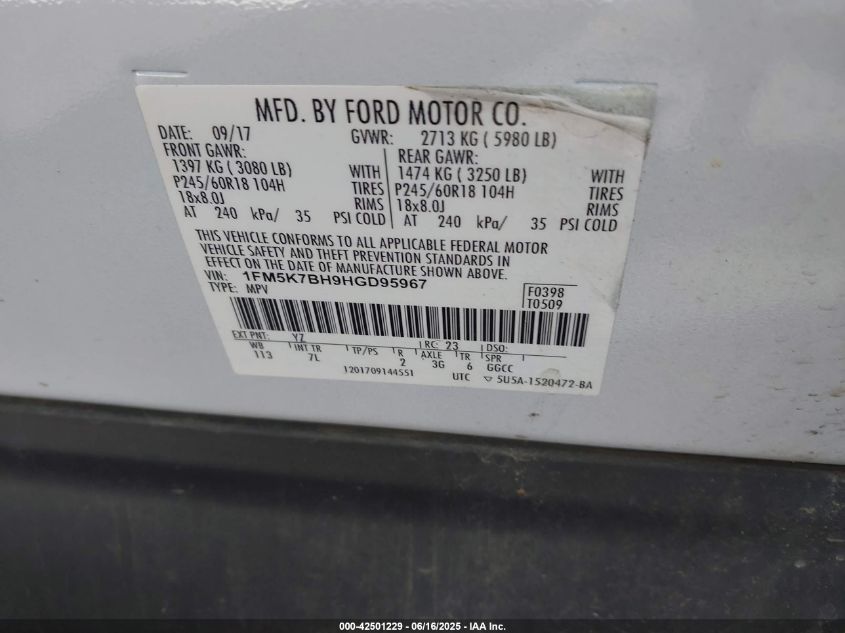 MFD. BY FORD MOTOR CO.
DATE: 09/17 GVWR: 2713 KG ( 5980 LB)
FRONT GAWR: REAR GAWR:
1397 KG ( 3080 LB) WITH 1474 KG ( 3250 LB) WITH
P245/60R18 104H TIRES P245/60R18 104H TIRES
18x8.0J RIMS 18x8.0J RIMS
AT 240 kPa/ 35 PSI COLD AT 240 kPa/ 35 PSI COLD
THIS VEHICLE CONFORMS TO ALL APPLICABLE FEDERAL MOTOR
VEHICLE SAFETY AND THEFT PREVENTION STANDARDS IN
EFFECT ON THE DATE OF MANUFACTURE SHOWN ABOVE.
VIN: 1FM5K7BH9HGD95967
TYPE: MPV
F0398
T0509
EXT PNT: YZ RC: 23 DSO:
WB INT TR TP/PS R AXLE TR SPR
113 7L 2 3G 6 GGCC
1201709144551 UTC ▽ 5U5A-1520472-BA
000-42501229 - 06/16/2025 - IAA Inc.